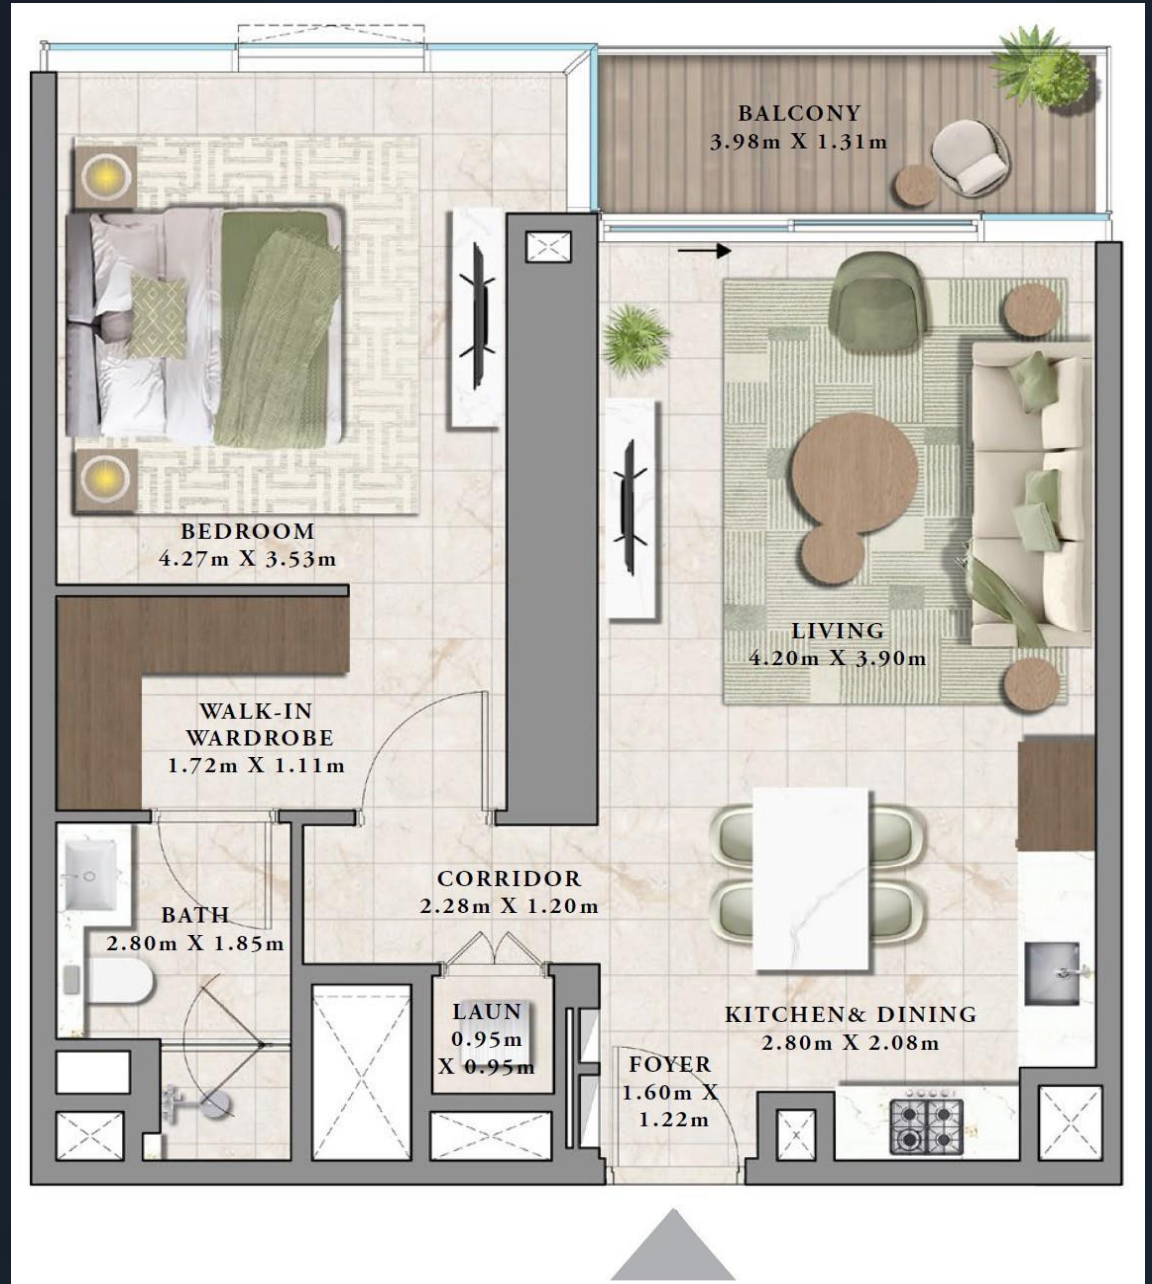 BALCONY
3.98m X 1.31m
BEDROOM
4.27m X 3.53m
LIVING
4.20m X 3.90m
WALK-IN
WARDROBE
1.72m X 1.11m
CORRIDOR
2.28m X 1.20m
BATH
2.80m X 1.85m
LAUN
0.95m
X 0.95m
KITCHEN& DINING
2.80m X 2.08m
FOYER
1.60m X
1.22m